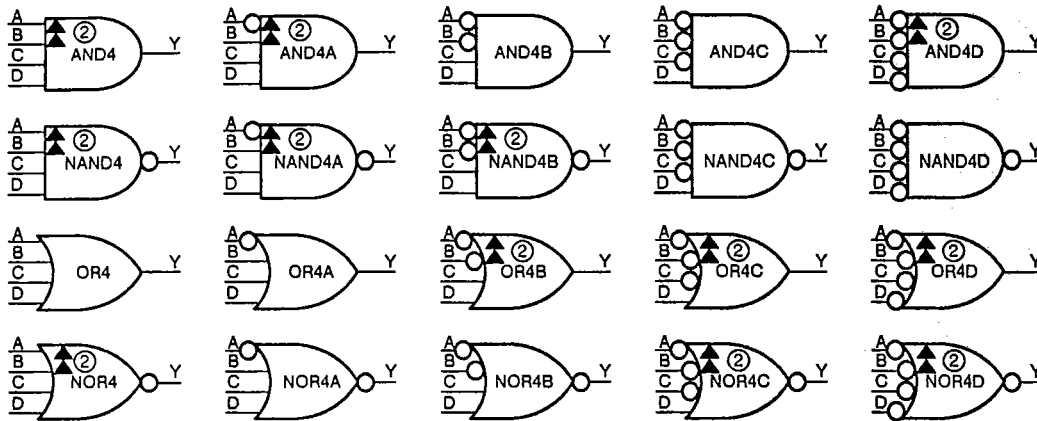 A B C D ② AND4 Y
A B C D ② AND4A Y
A B C D AND4B Y
A B C D AND4C Y
A B C D ② AND4D Y
A B C D ② NAND4 Y
A B C D ② NAND4A Y
A B C D ② NAND4B Y
A B C D NAND4C Y
A B C D NAND4D Y
A B C D OR4 Y
A B C D OR4A Y
A B C D ② OR4B Y
A B C D ② OR4C Y
A B C D ② OR4D Y
A B C D ② NOR4 Y
A B C D NOR4A Y
A B C D NOR4B Y
A B C D ② NOR4C Y
A B C D ② NOR4D Y